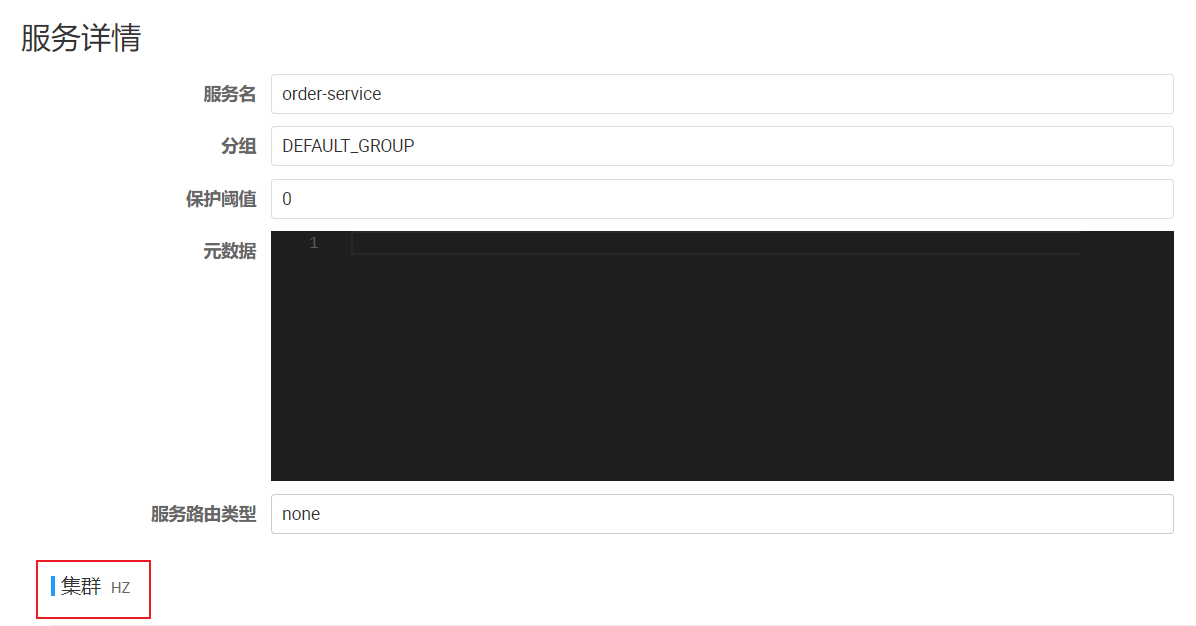 服务详情
服务名 order-service
分组 DEFAULT_GROUP
保护阈值 0
元数据 1
服务路由类型 none
集群 HZ